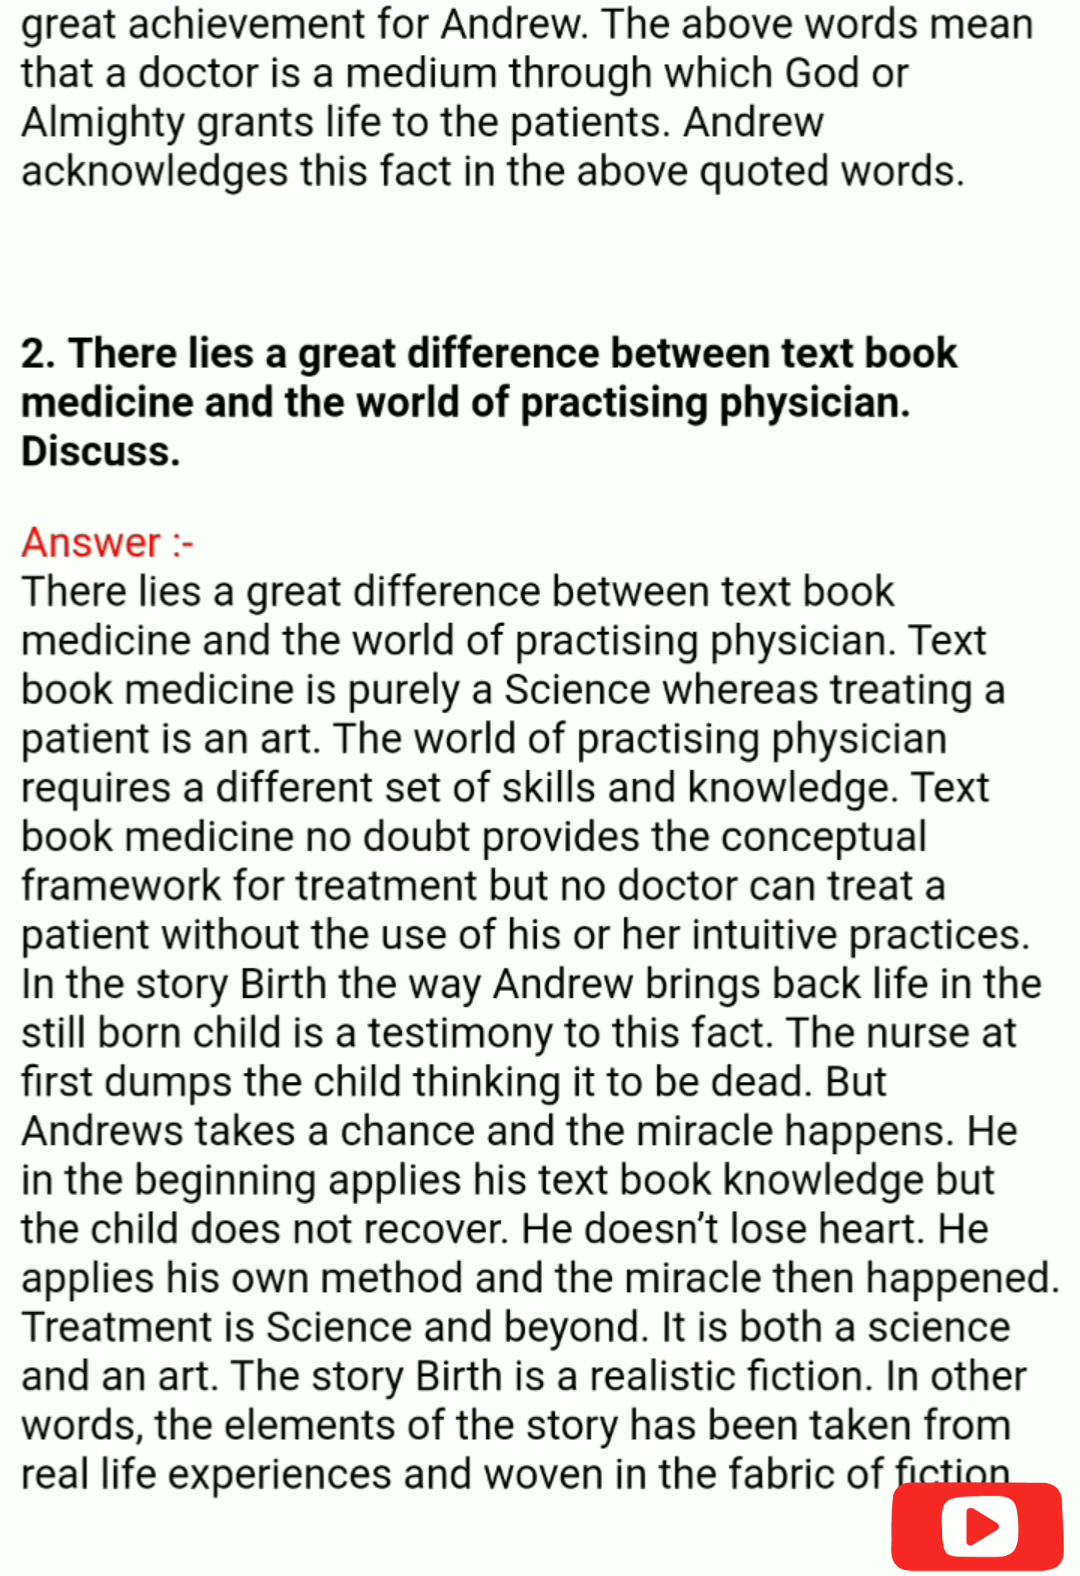 great achievement for Andrew. The above words mean
that a doctor is a medium through which God or
Almighty grants life to the patients. Andrew
acknowledges this fact in the above quoted words.
2. There lies a great difference between text book
medicine and the world of practising physician.
Discuss.
Answer :-
There lies a great difference between text book
medicine and the world of practising physician. Text
book medicine is purely a Science whereas treating a
patient is an art. The world of practising physician
requires a different set of skills and knowledge. Text
book medicine no doubt provides the conceptual
framework for treatment but no doctor can treat a
patient without the use of his or her intuitive practices.
In the story Birth the way Andrew brings back life in the
still born child is a testimony to this fact. The nurse at
first dumps the child thinking it to be dead. But
Andrews takes a chance and the miracle happens. He
in the beginning applies his text book knowledge but
the child does not recover. He doesn’t lose heart. He
applies his own method and the miracle then happened.
Treatment is Science and beyond. It is both a science
and an art. The story Birth is a realistic fiction. In other
words, the elements of the story has been taken from
real life experiences and woven in the fabric of fiction